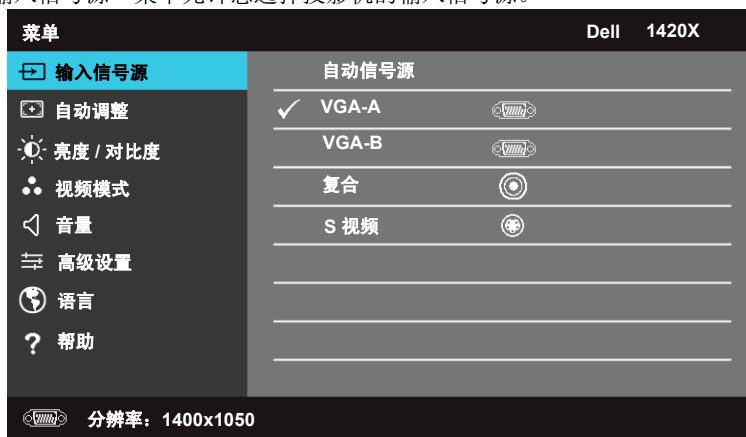 菜单 Dell 1420X
输入信号源 自动信号源
自动调整 VGA-A
亮度 / 对比度 VGA-B
视频模式 复合
音量 S 视频
高级设置
语言
? 帮助
分辨率：1400x1050